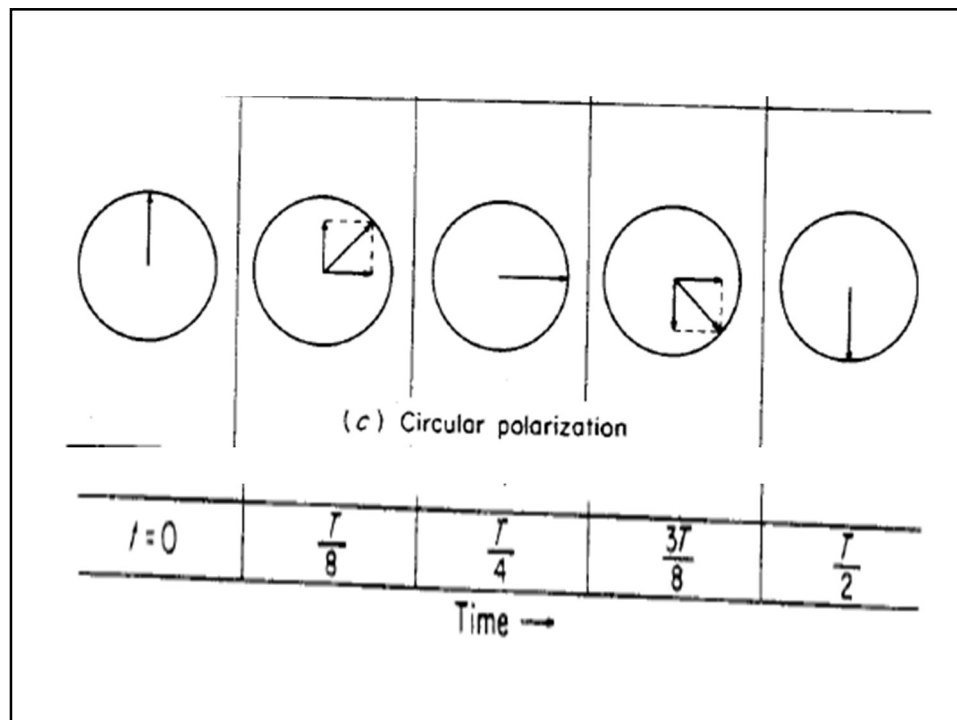 (c) Circular polarization
t=0 T/8 T/4 3T/8 T/2
Time →